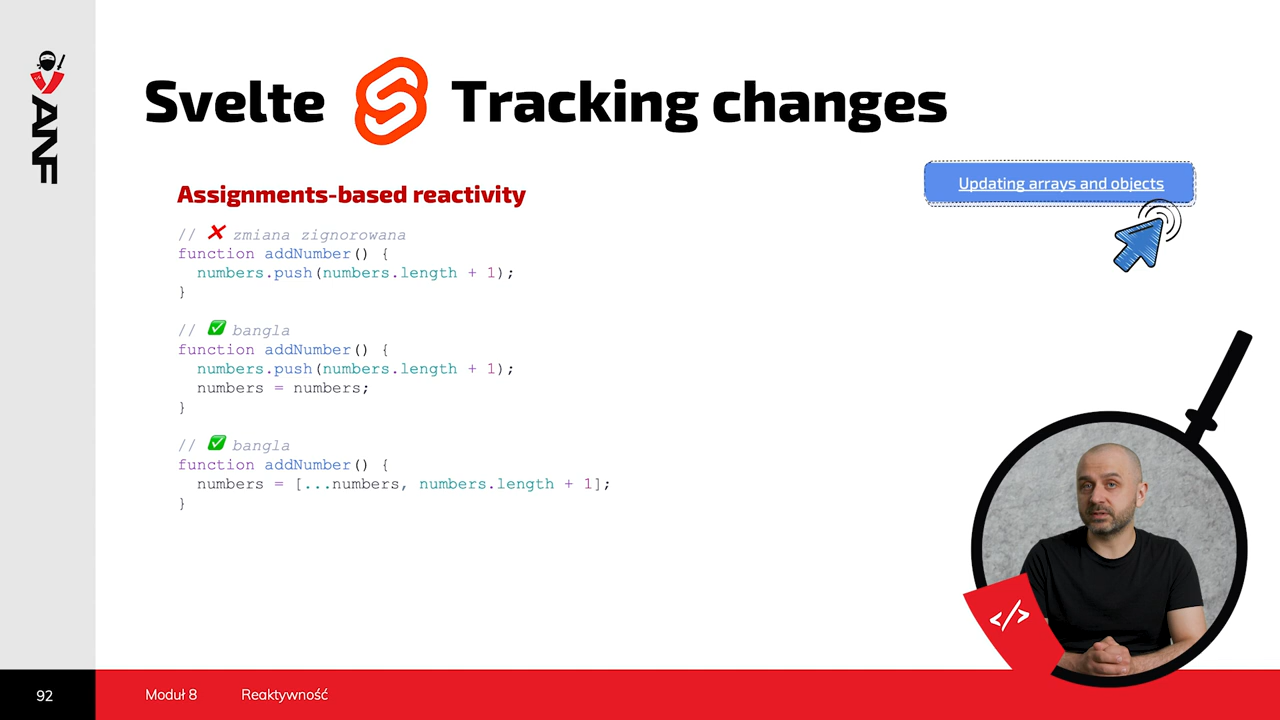 ANF
Svelte Tracking changes
Updating arrays and objects
Assignments-based reactivity
// ❌ zmiana zignorowana
function addNumber() {
  numbers.push(numbers.length + 1);
}
// ✅ bangla
function addNumber() {
  numbers.push(numbers.length + 1);
  numbers = numbers;
}
// ✅ bangla
function addNumber() {
  numbers = [...numbers, numbers.length + 1];
}
</>
92 Moduł 8 Reaktywność